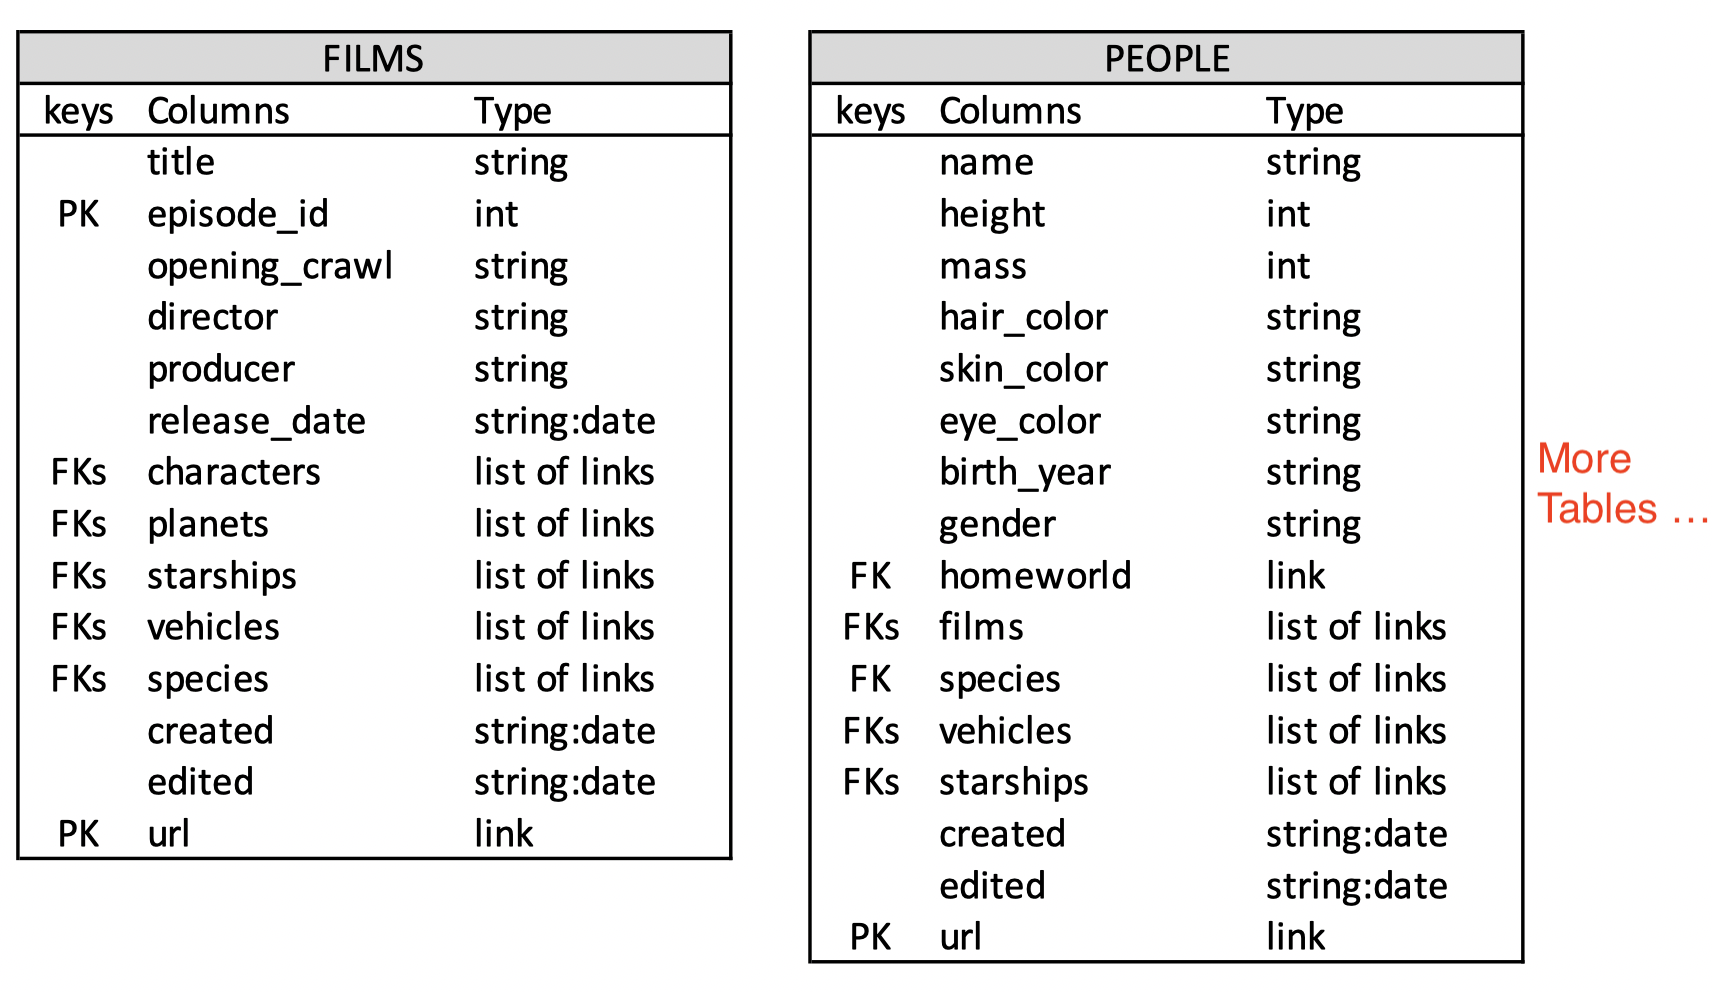 FILMS
keys Columns Type
title string
PK episode_id int
opening_crawl string
director string
producer string
release_date string:date
FKs characters list of links
FKs planets list of links
FKs starships list of links
FKs vehicles list of links
FKs species list of links
created string:date
edited string:date
PK url link
PEOPLE
keys Columns Type
name string
height int
mass int
hair_color string
skin_color string
eye_color string
birth_year string
gender string
FK homeworld link
FKs films list of links
FK species list of links
FKs vehicles list of links
FKs starships list of links
created string:date
edited string:date
PK url link
More
Tables ...